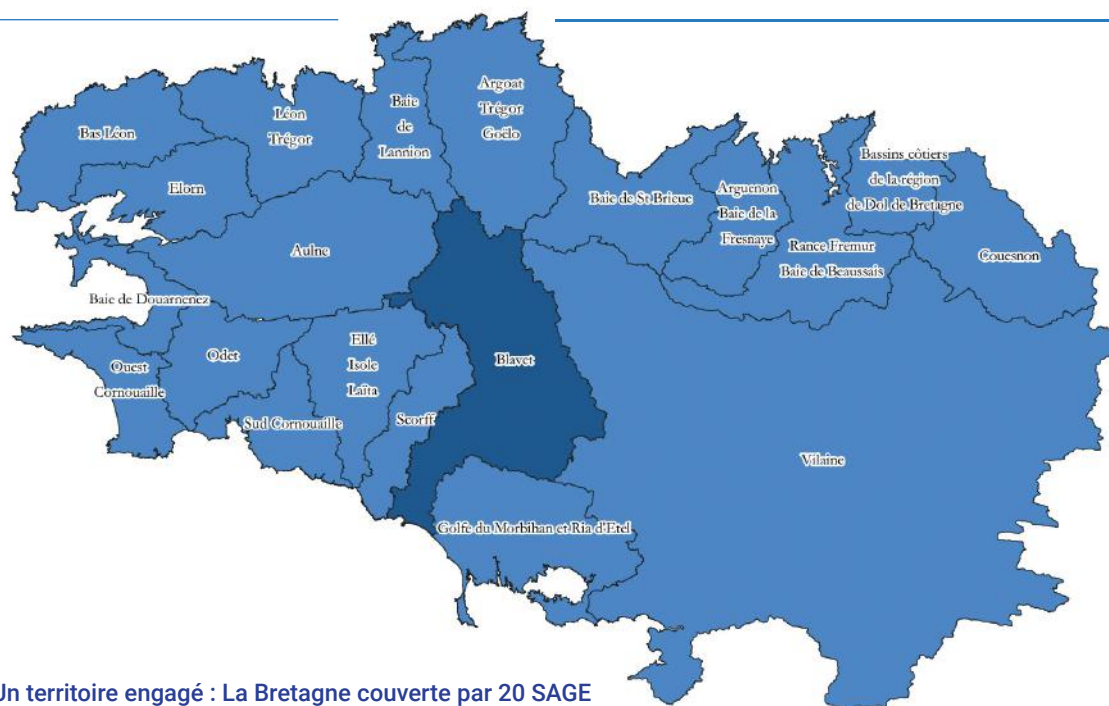 Bas Léon
Léon
Trégor
Baie
de
Lannion
Argoat
Trégor
Goëlo
Elorn
Aulne
Baie de St Brieuc
Arguenon
Baie de la
Fresnaye
Rance Fremur
Baie de Beaussais
Bassins côtiers
de la région
de Dol de Bretagne
Couesnon
Baie de Douarnenez
Ouest
Cornouaille
Odet
Sud Cornouaille
Ellé
Isole
Laïta
Scorff
Blavet
Vilaine
Golfe du Morbihan et Ria d'Etel
Un territoire engagé : La Bretagne couverte par 20 SAGE